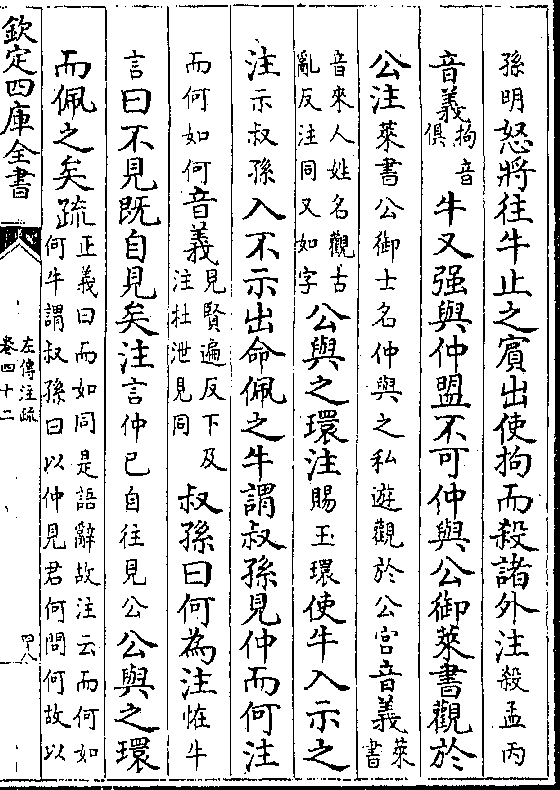 孫明怒將往牛止之賓出使拘而殺諸外注殺孟丙
音義拘音俱牛又强與仲盟不可仲與公御萊書觀於
公注萊書公御士名仲與之私遊觀於公宫音義萊書
音來人姓名觀古亂反注同又如字公與之環注賜玉環使牛入示之
注示叔孫入不示出命佩之牛謂叔孫見仲而何注
而何如何音義見賢遍反下及注杜泄見同叔孫曰何為注恠牛
言曰不見既自見矣注言仲已自往見公公與之環
而佩之矣疏正義曰而如同是語辭故注云而何如何牛謂叔孫曰以仲見君何問何故以
欽定四庫全書
左傳注疏
卷四十二
四八